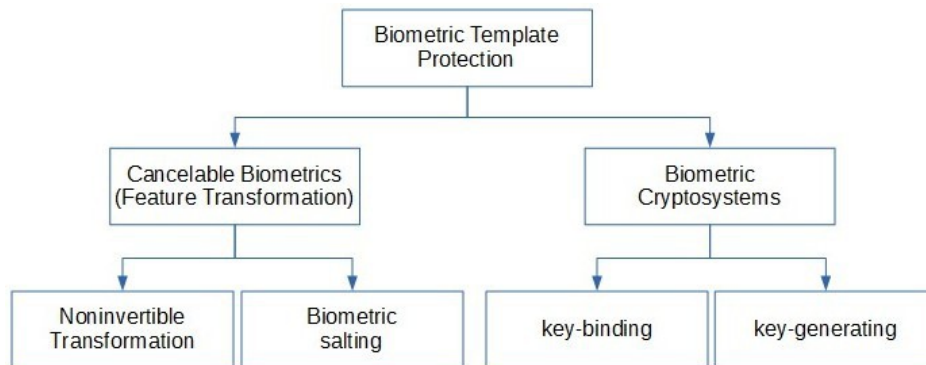 Biometric Template
Protection
Cancelable Biometrics
(Feature Transformation)
Biometric
Cryptosystems
Noninvertible
Transformation
Biometric
salting
key-binding
key-generating